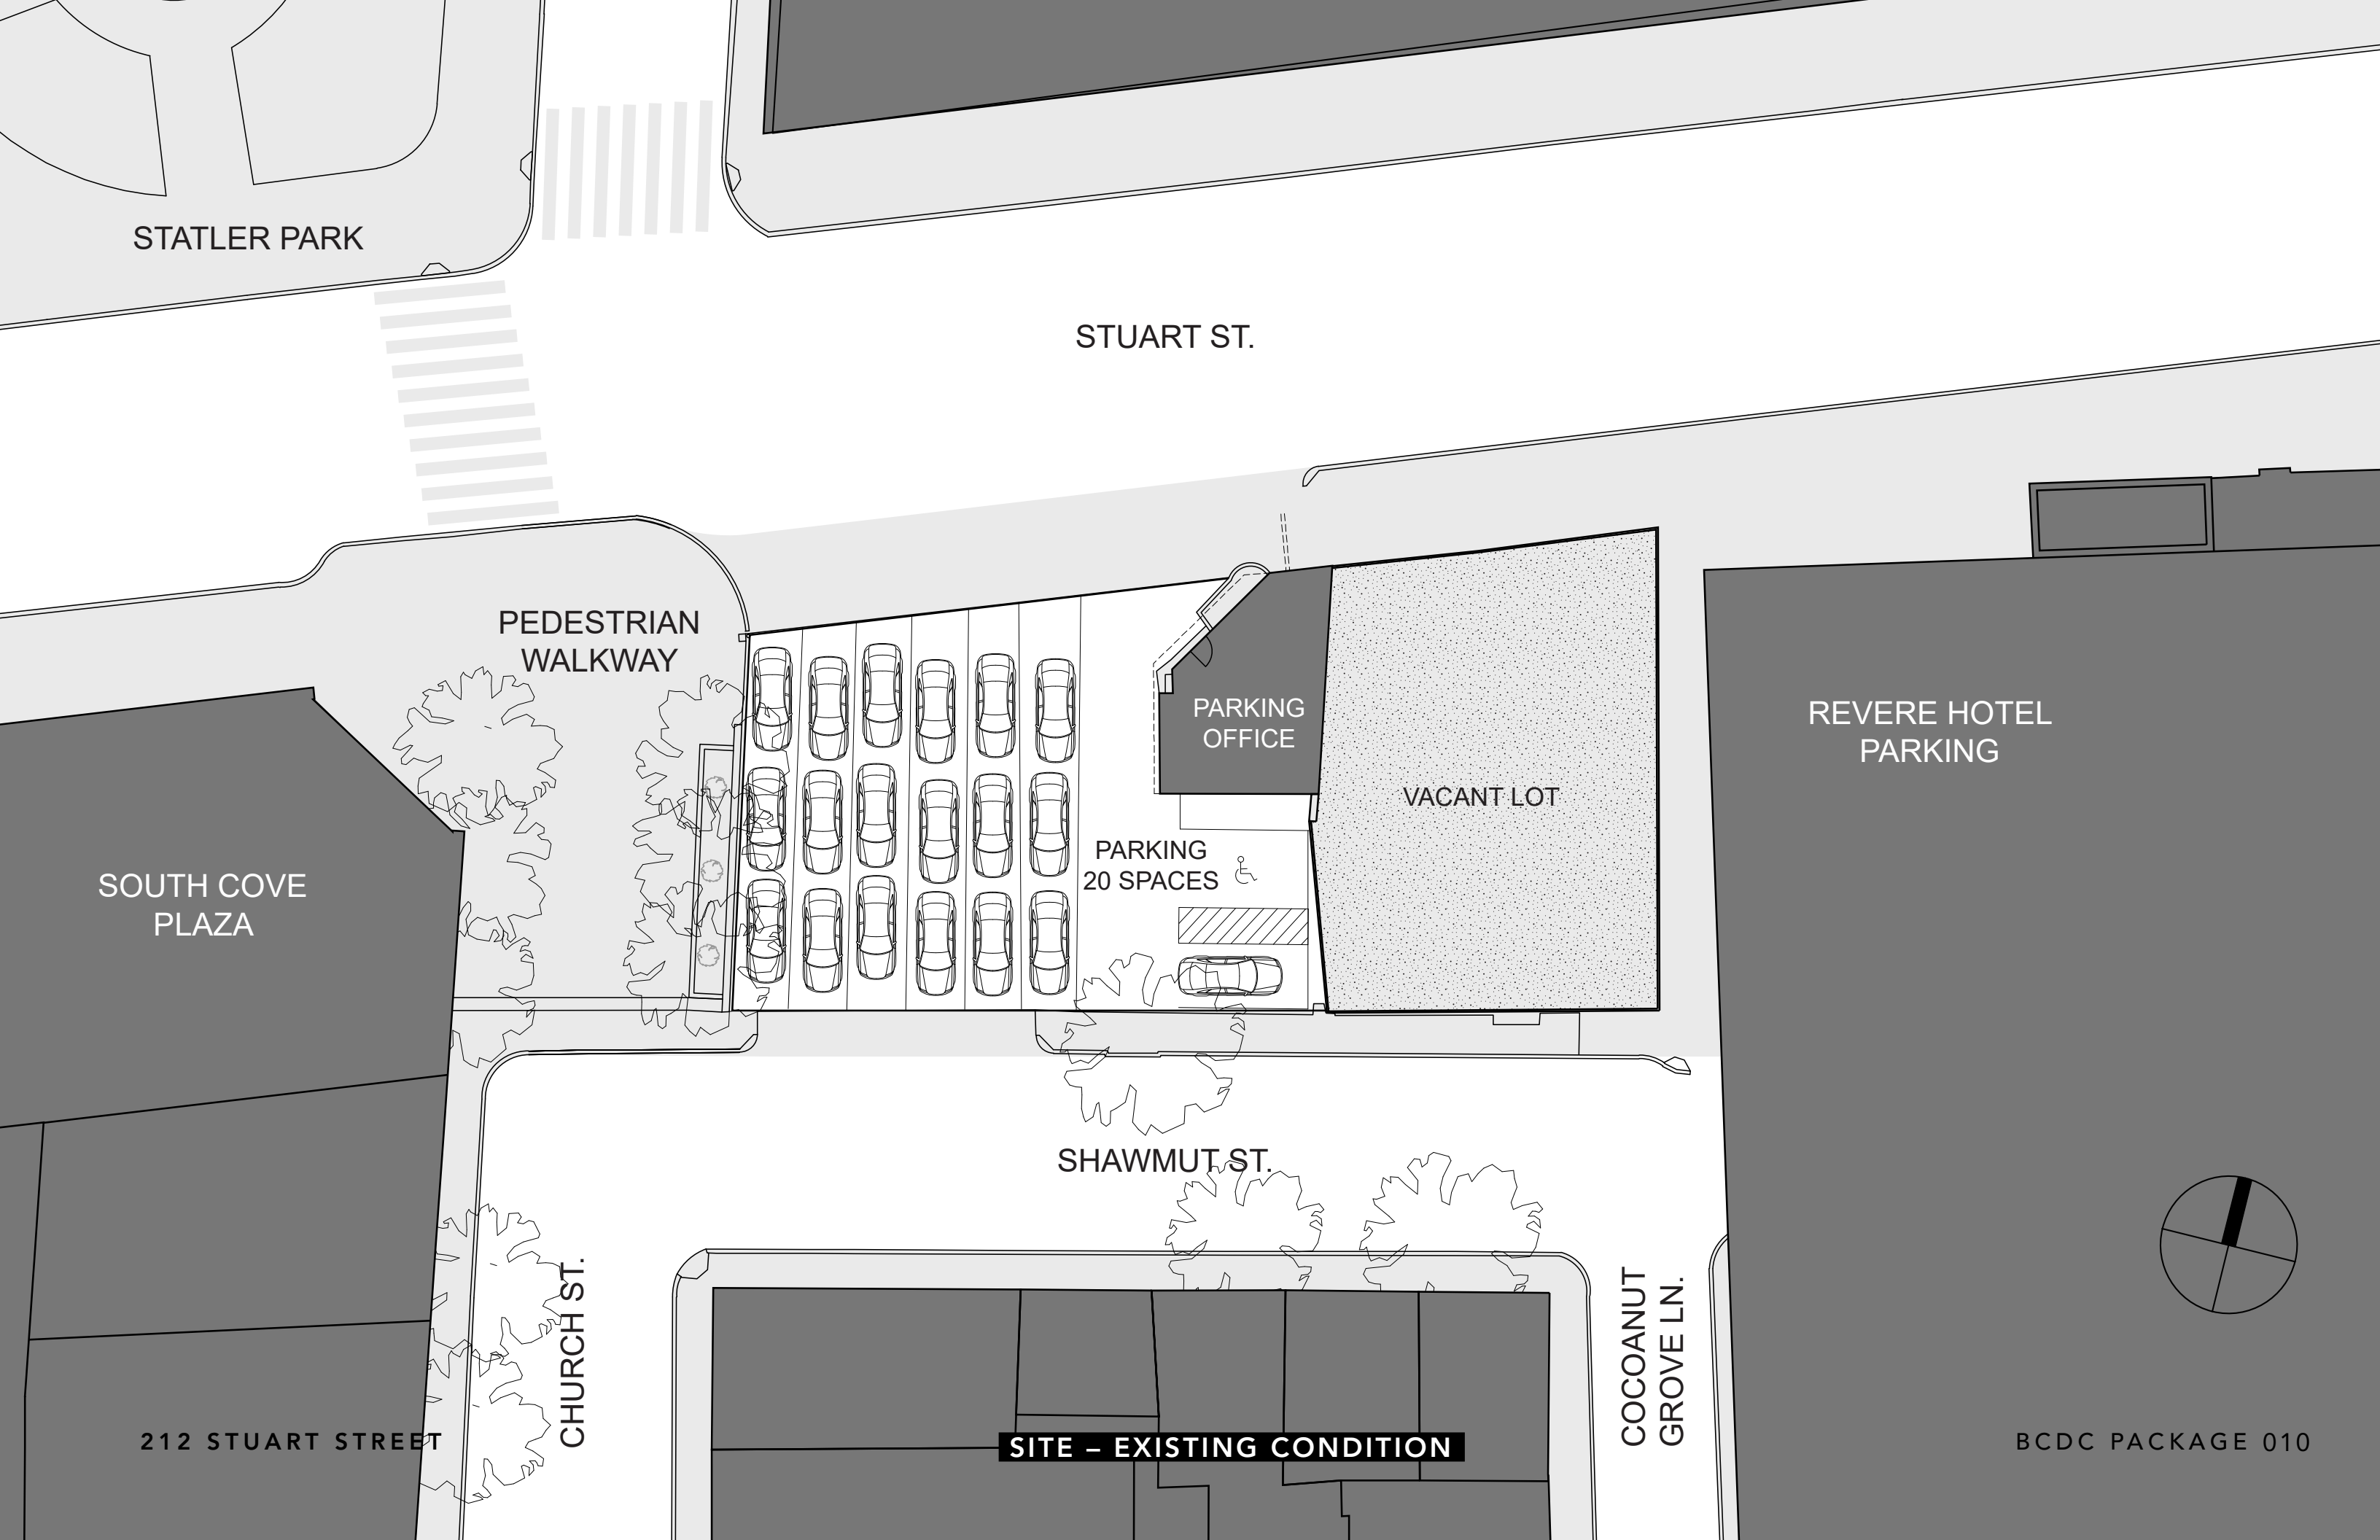 STATLER PARK
STUART ST.
PEDESTRIAN
WALKWAY
PARKING
OFFICE
REVERE HOTEL
PARKING
VACANT LOT
PARKING
20 SPACES
SOUTH COVE
PLAZA
SHAWMUT ST.
CHURCH ST.
COCOANUT
GROVE LN.
212 STUART STREET
SITE – EXISTING CONDITION
BCDC PACKAGE 010